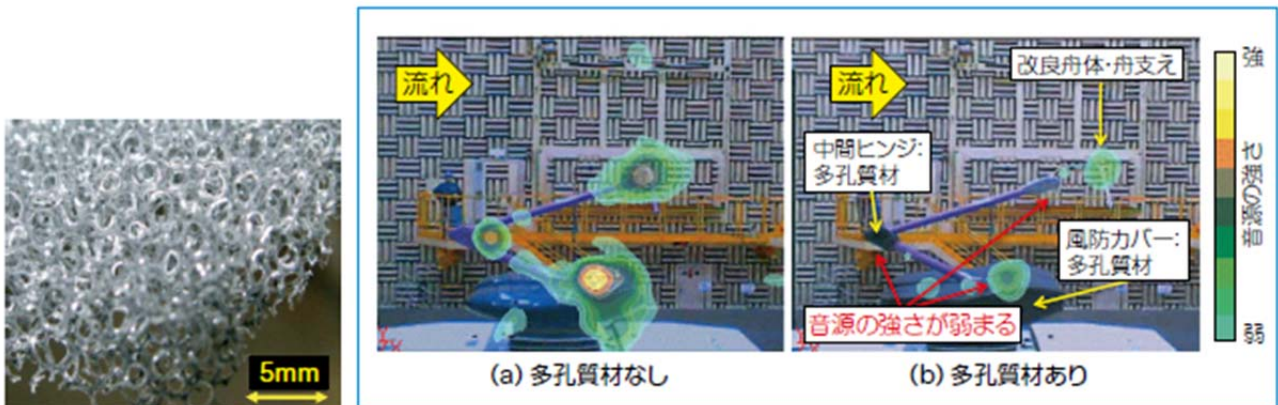 5mm
流れ
(a) 多孔質材なし
流れ
改良舟体・舟支え
中間ヒンジ:
多孔質材
風防カバー:
多孔質材
音源の強さが弱まる
(b) 多孔質材あり
強
音源の強さ
弱